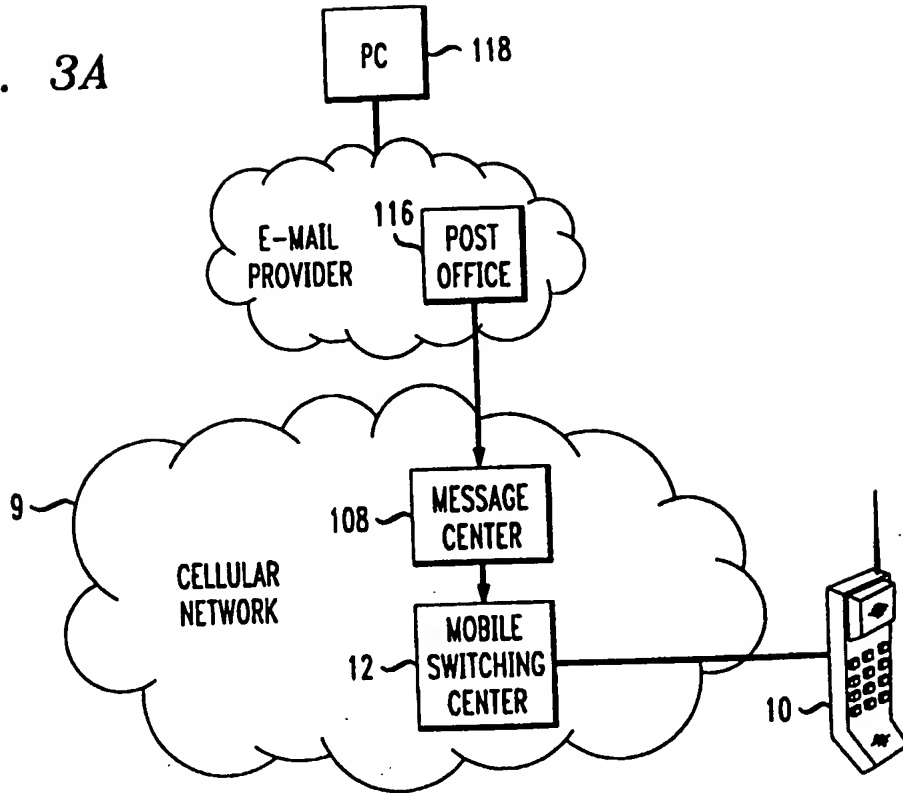 . 3A
PC
118
116
E-MAIL
PROVIDER
POST
OFFICE
9
108
MESSAGE
CENTER
CELLULAR
NETWORK
12
MOBILE
SWITCHING
CENTER
10